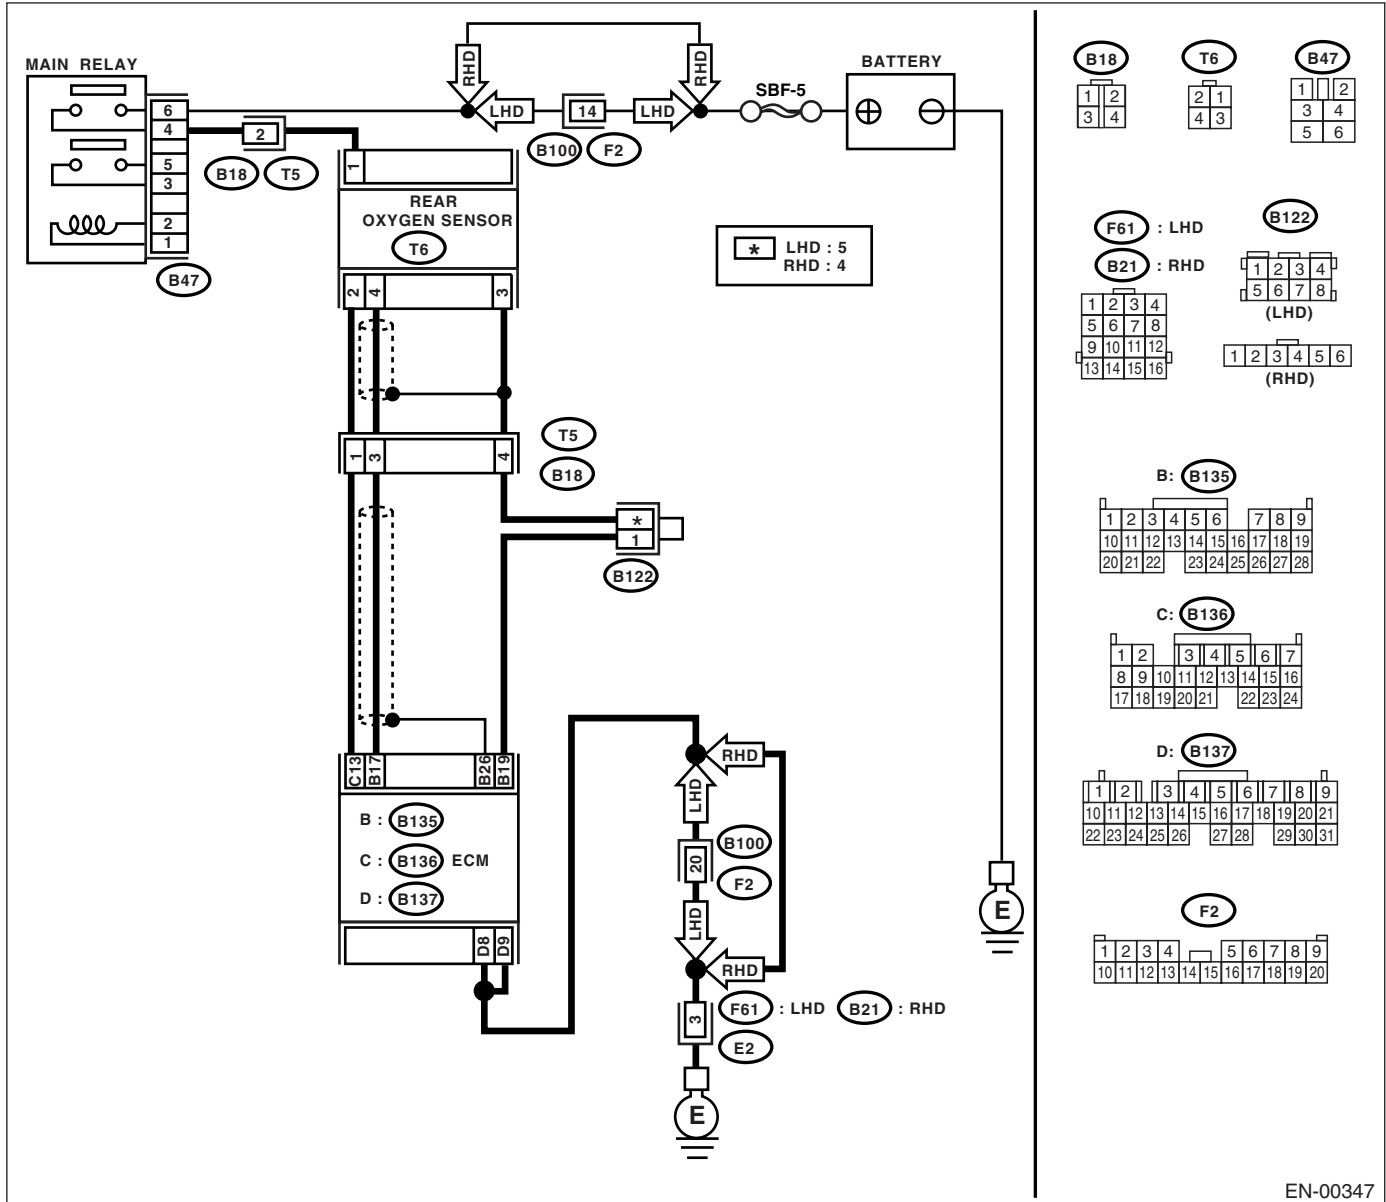 MAIN RELAY
6
4
5
3
2
1
B47
2
B18 T5
RHD
LHD
14
LHD
RHD
B100 F2
SBF-5
BATTERY
1
REAR
OXYGEN SENSOR
T6
2 4 3
* LHD : 5
RHD : 4
1 3 4
T5
B18
*
1
B122
C13 B17 B26 B19
B : B135
C : B136 ECM
D : B137
D8 D9
RHD
LHD
20
B100
F2
LHD
RHD
3
F61 : LHD B21 : RHD
E2
E
E
B18
1 2
3 4
T6
2 1
4 3
B47
1 2
3 4
5 6
F61 : LHD
B21 : RHD
1 2 3 4
5 6 7 8
9 10 11 12
13 14 15 16
B122
1 2 3 4
5 6 7 8
(LHD)
1 2 3 4 5 6
(RHD)
B: B135
1 2 3 4 5 6 7 8 9
10 11 12 13 14 15 16 17 18 19
20 21 22 23 24 25 26 27 28
C: B136
1 2 3 4 5 6 7
8 9 10 11 12 13 14 15 16
17 18 19 20 21 22 23 24
D: B137
1 2 3 4 5 6 7 8 9
10 11 12 13 14 15 16 17 18 19 20 21
22 23 24 25 26 27 28 29 30 31
F2
1 2 3 4 5 6 7 8 9
10 11 12 13 14 15 16 17 18 19 20
EN-00347